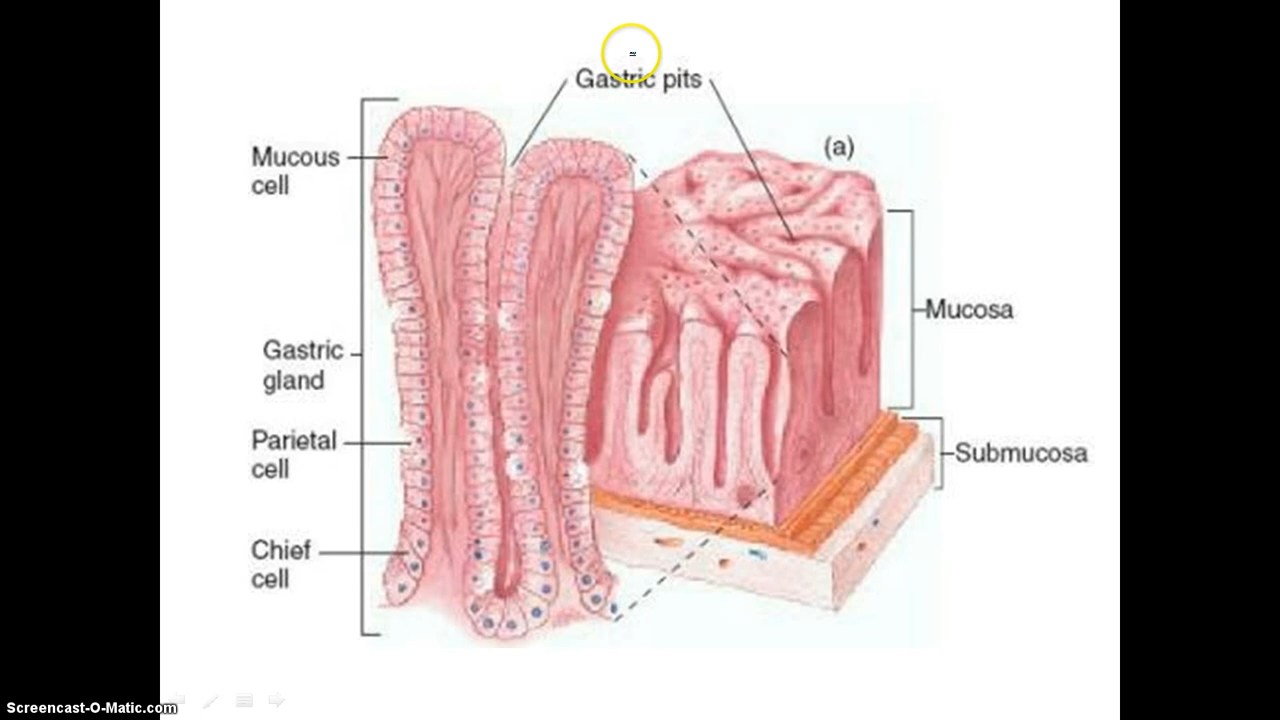 Gastric pits
(a)
Mucous
cell
Mucosa
Gastric
gland
Parietal
cell
Submucosa
Chief
cell
Screencast-O-Matic.com